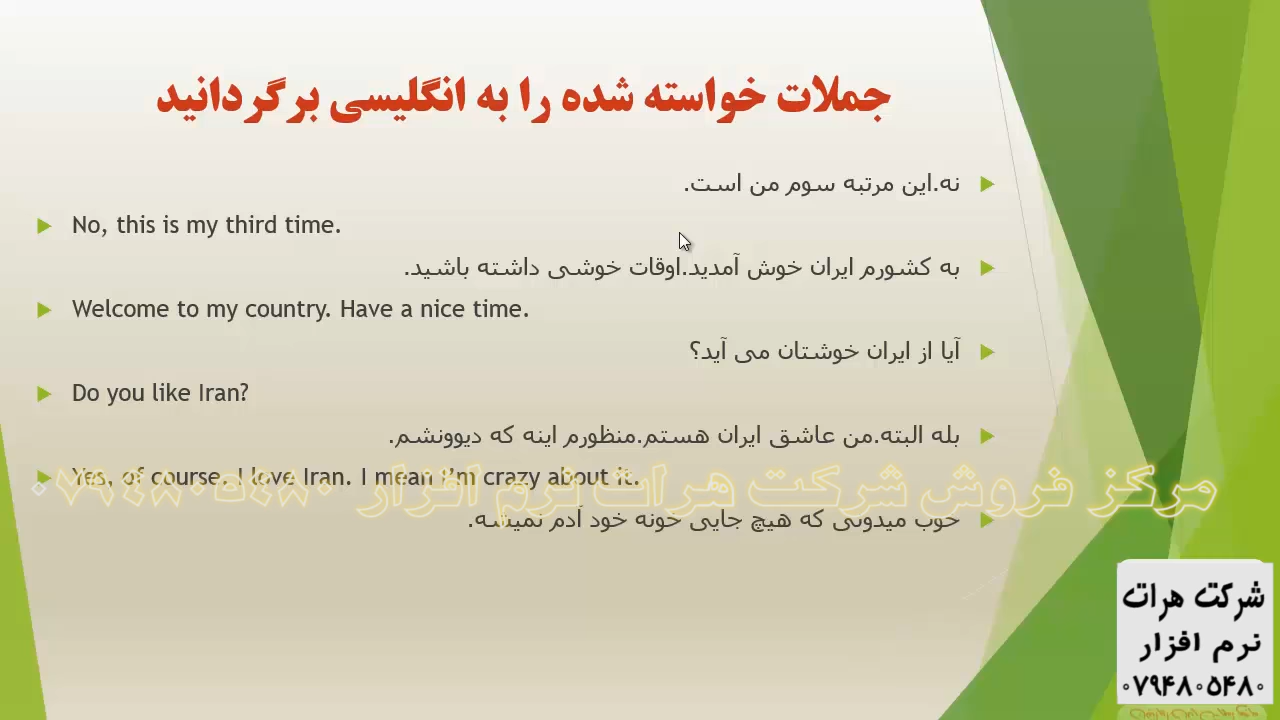 جملات خواسته شده را به انگلیسی برگردانید
نه.این مرتبه سوم من است.
No, this is my third time.
به کشورم ایران خوش آمدید.اوقات خوشی داشته باشید.
Welcome to my country. Have a nice time.
آیا از ایران خوشتان می آید؟
Do you like Iran?
بله البته.من عاشق ایران هستم.منظورم اینه که دیوونشم.
Yes, of course. I love Iran. I mean I'm crazy about it.
مرکز فروش شرکت هرات نرم افزار ۰۷۹۴۸۰۵۴۸۰
خوب میدونی که هیچ جایی خونه خود آدم نمیشه.
شرکت هرات
نرم افزار
۰۷۹۴۸۰۵۴۸۰